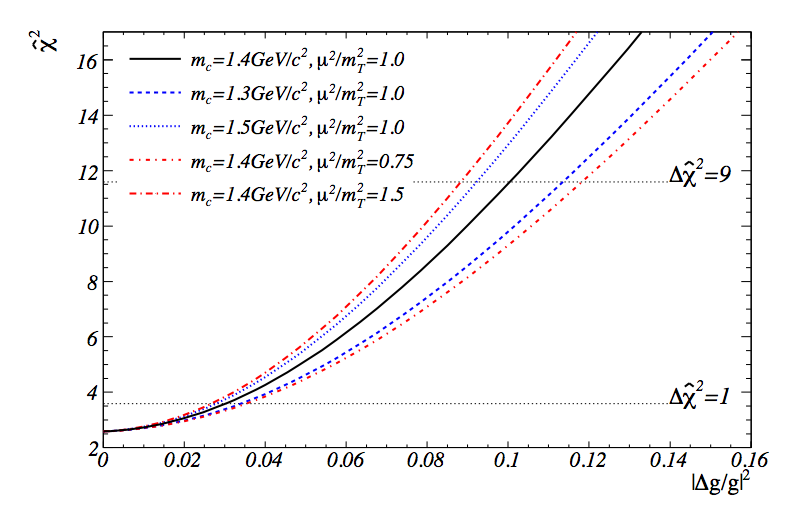 χ̂²
16
14
12
10
8
6
4
2
m_c=1.4GeV/c², μ²/m_T²=1.0
m_c=1.3GeV/c², μ²/m_T²=1.0
m_c=1.5GeV/c², μ²/m_T²=1.0
m_c=1.4GeV/c², μ²/m_T²=0.75
m_c=1.4GeV/c², μ²/m_T²=1.5
Δχ̂²=9
Δχ̂²=1
0 0.02 0.04 0.06 0.08 0.1 0.12 0.14 0.16
|Δg/g|²